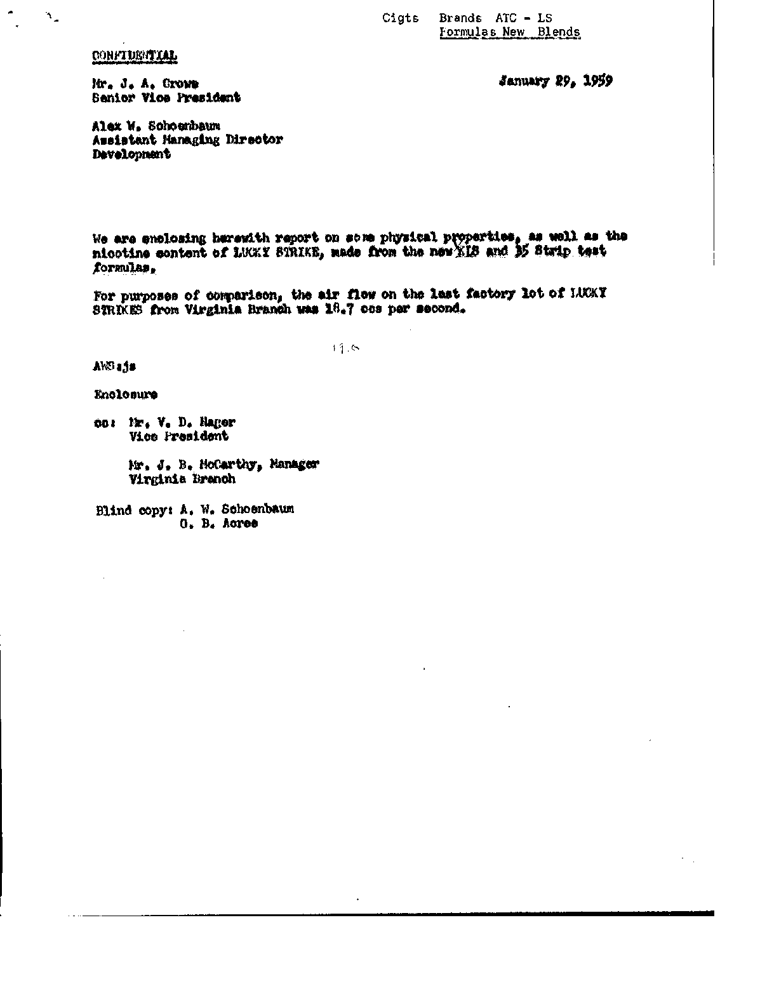 Cigts Brands ATC - LS
Formulas New Blends
CONFIDENTIAL
Mr. J. A. Crowe
January 29, 1959
Senior Vice President
Alex W. Schoenbaum
Assistant Managing Director
Development
We are enclosing herewith report on some physical properties, as well as the
nicotine content of LUCKY STRIKE, made from the new and 35 Strip test
formulas.
For purposes of comparison, the air flow on the last factory lot of LUCKY
STRIKES from Virginia Branch was 18.7 ccs per second.
AWS:js
Enclosure
cc: Mr. V. D. Hager
Vice President
Mr. J. B. McCarthy, Manager
Virginia Branch
Blind copy: A. W. Schoenbaum
O. B. Acree